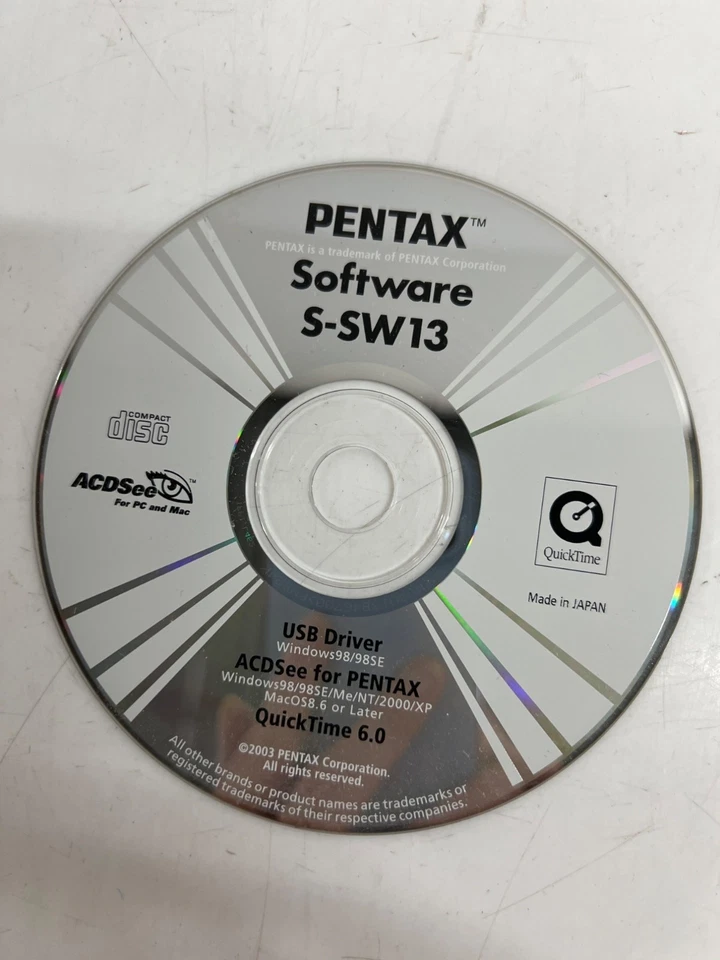 PENTAX™
PENTAX is a trademark of PENTAX Corporation
Software
S-SW13
COMPACT
disc
ACDSee™
For PC and Mac
QuickTime
Made in JAPAN
USB Driver
Windows98/98SE
ACDSee for PENTAX
Windows98/98SE/Me/NT/2000/XP
MacOS8.6 or Later
QuickTime 6.0
©2003 PENTAX Corporation.
All rights reserved.
All other brands or product names are trademarks or
registered trademarks of their respective companies.